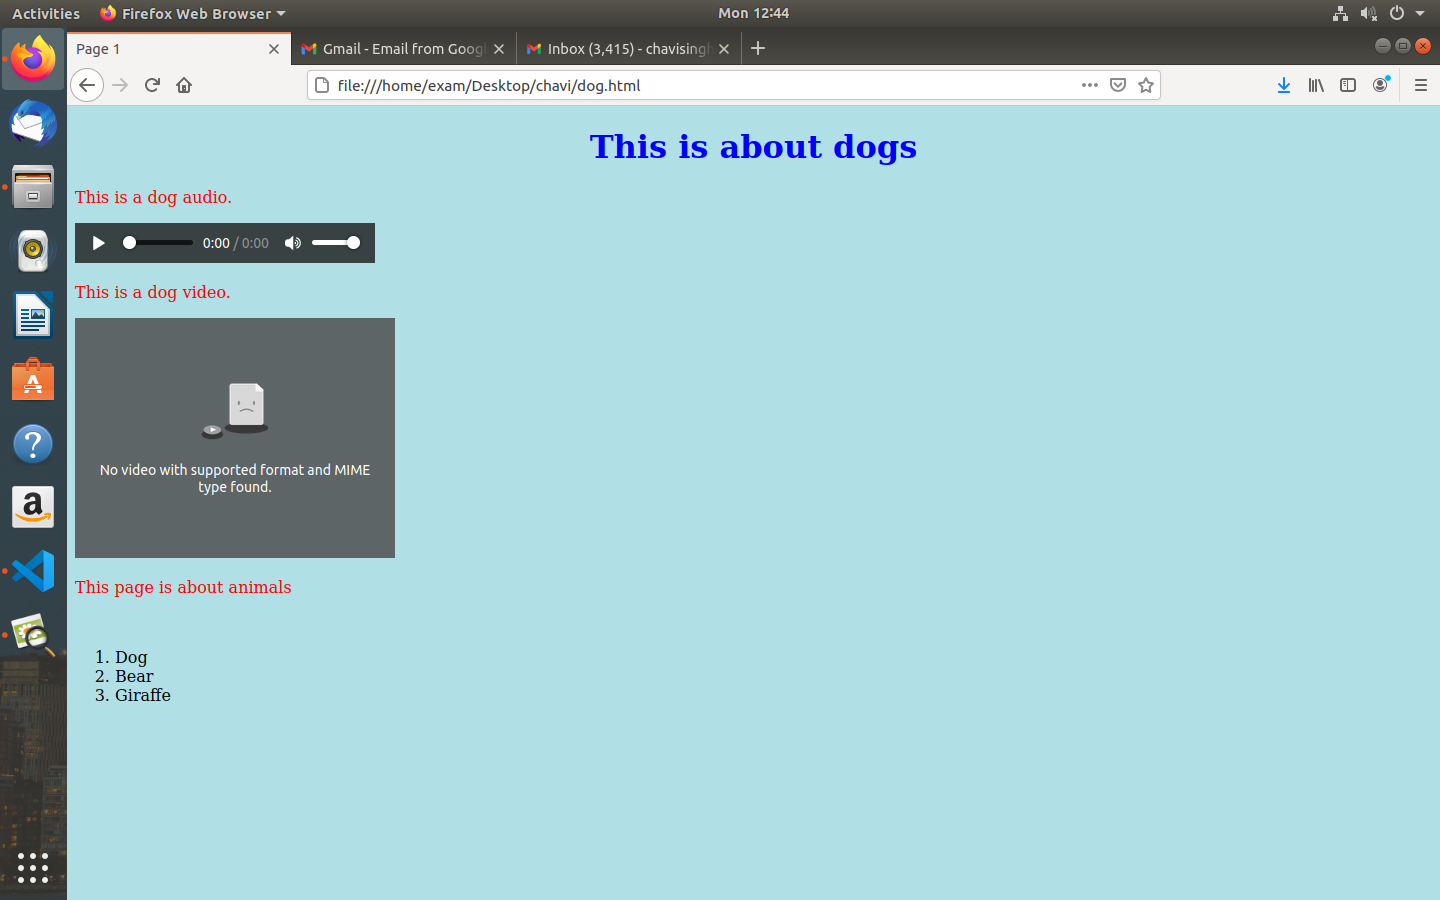 Activities Firefox Web Browser Mon 12:44
Page 1 Gmail - Email from Goog Inbox (3,415) - chavising
file:///home/exam/Desktop/chavi/dog.html
This is about dogs
This is a dog audio.
0:00 / 0:00
This is a dog video.
No video with supported format and MIME
type found.
This page is about animals
1. Dog
2. Bear
3. Giraffe